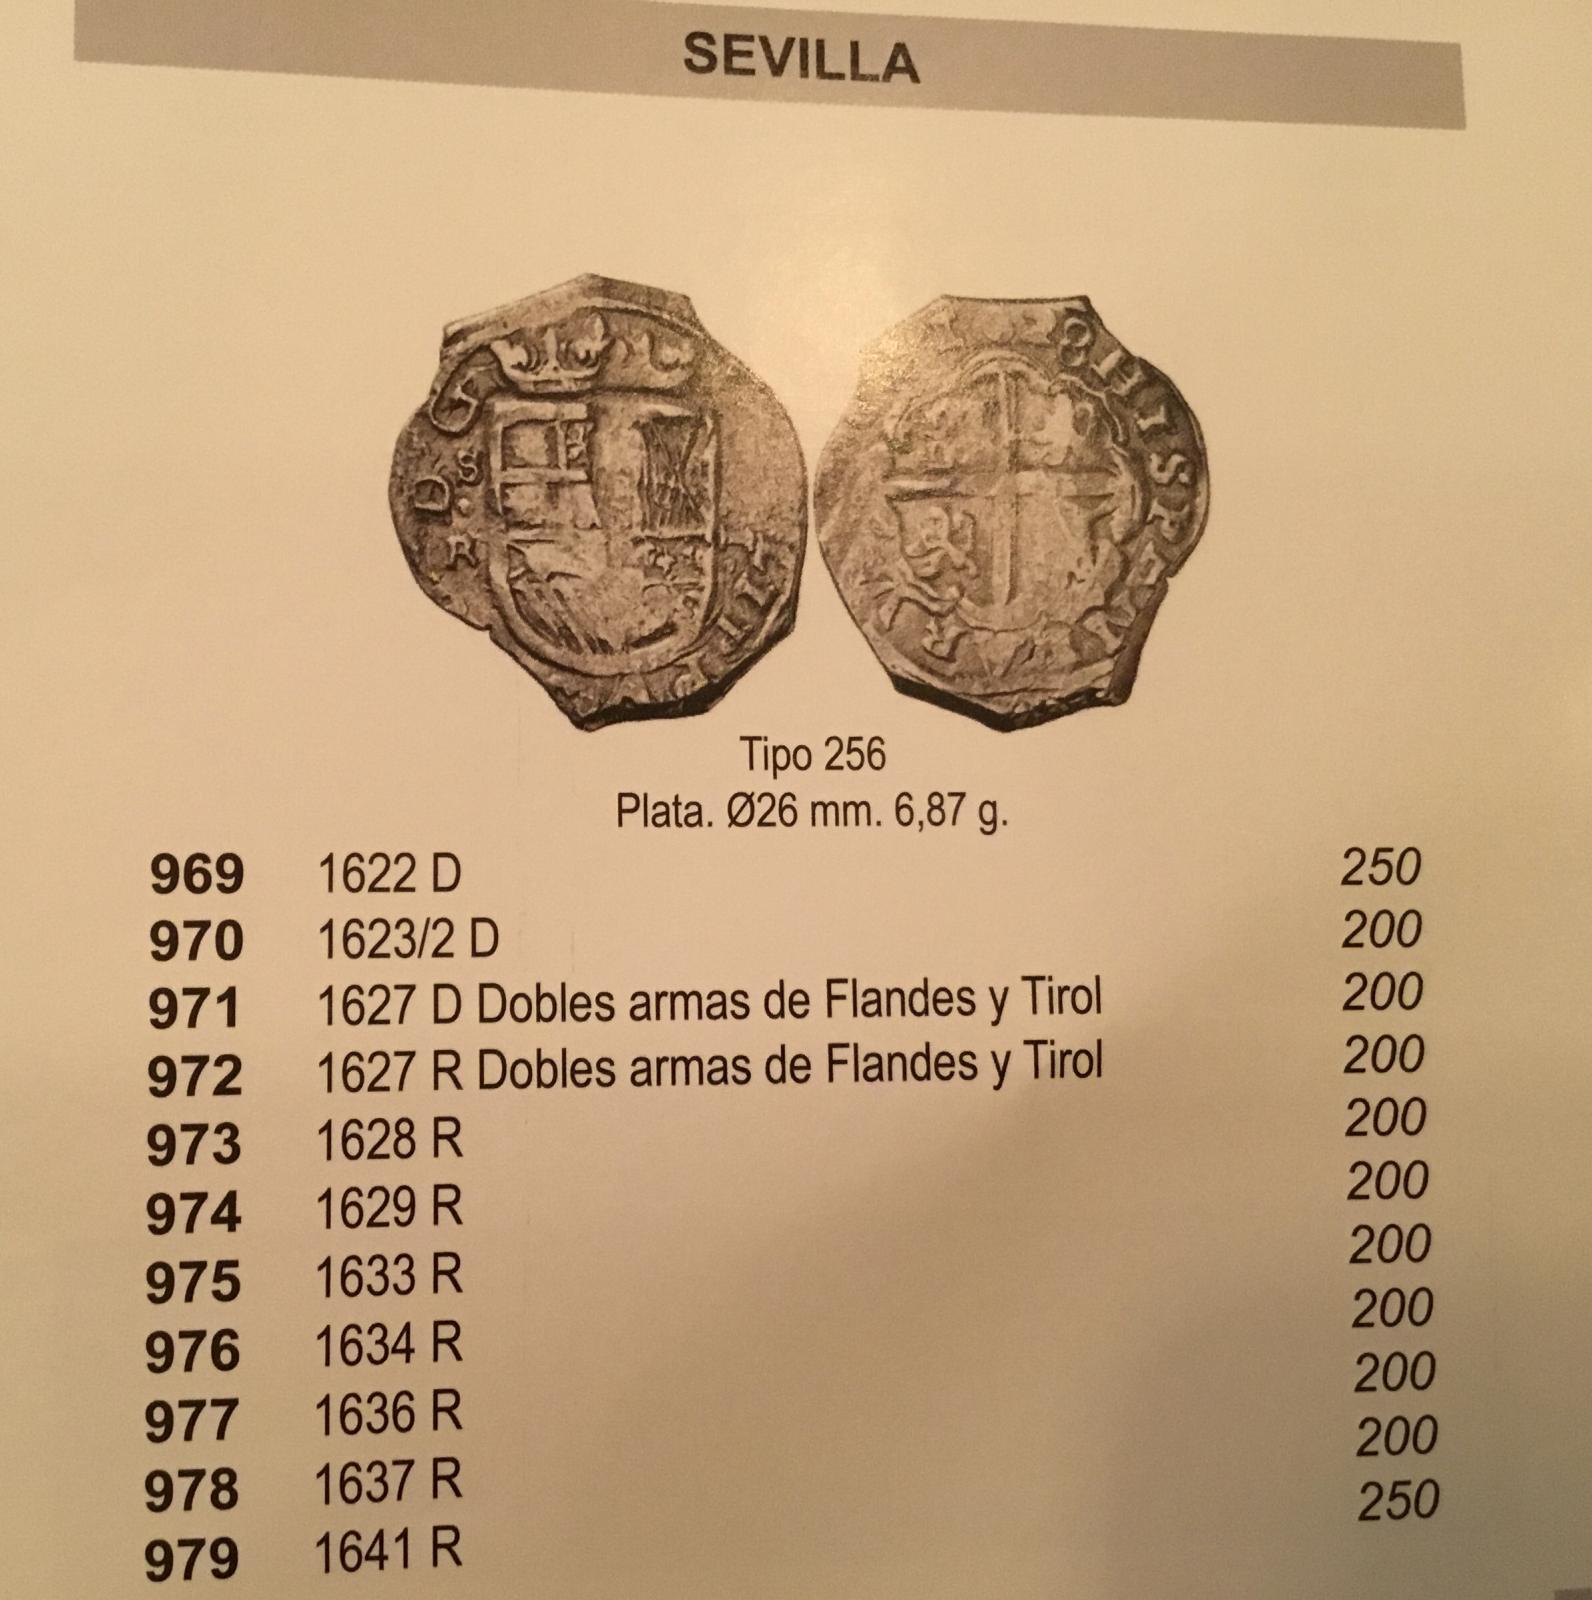 SEVILLA
Tipo 256
Plata. Ø26 mm. 6,87 g.
969 1622 D 250
970 1623/2 D 200
971 1627 D Dobles armas de Flandes y Tirol 200
972 1627 R Dobles armas de Flandes y Tirol 200
973 1628 R 200
974 1629 R 200
975 1633 R 200
976 1634 R 200
977 1636 R 200
978 1637 R 200
979 1641 R 250